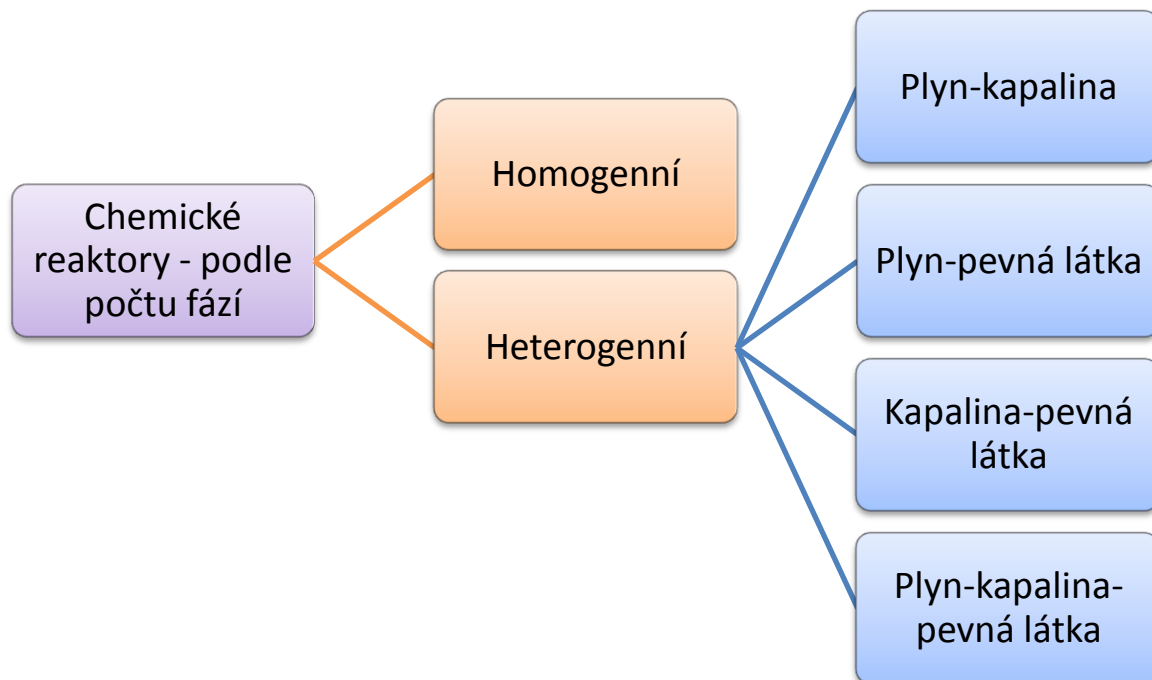 Chemické
reaktory - podle
počtu fází
Homogenní
Heterogenní
Plyn-kapalina
Plyn-pevná látka
Kapalina-pevná
látka
Plyn-kapalina-
pevná látka